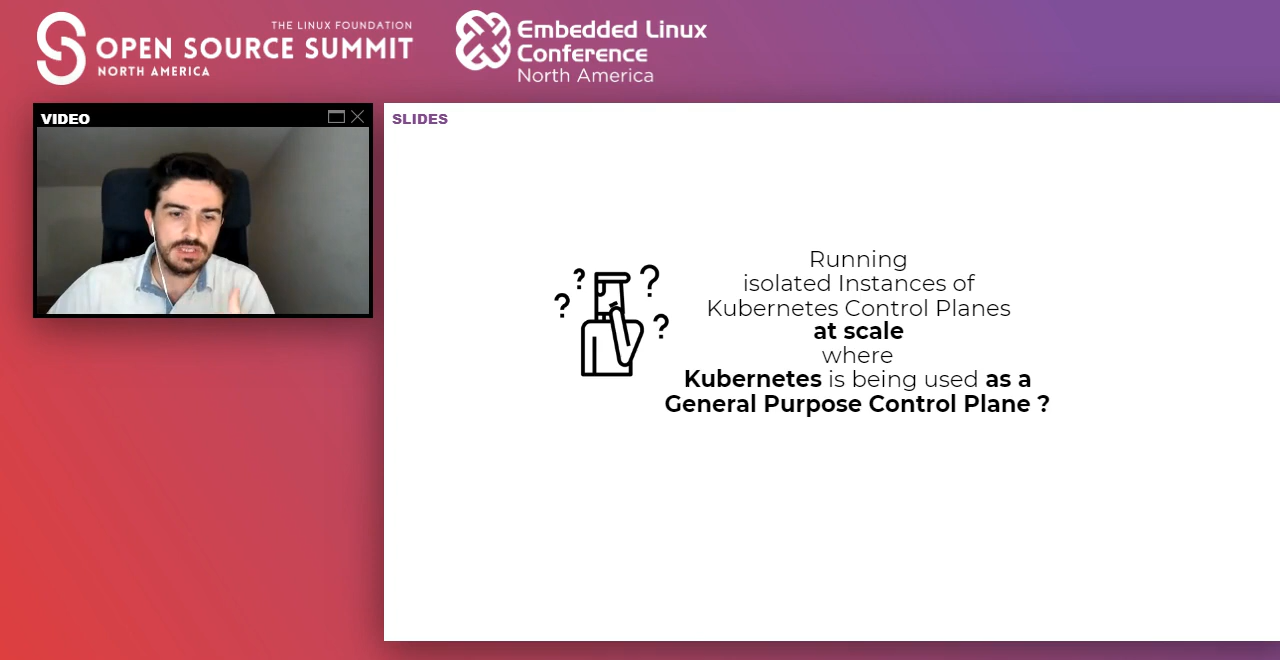 THE LINUX FOUNDATION
OPEN SOURCE SUMMIT
NORTH AMERICA
Embedded Linux
Conference
North America
VIDEO
SLIDES
? ? ? ?
Running
isolated Instances of
Kubernetes Control Planes
at scale
where
Kubernetes is being used as a
General Purpose Control Plane ?